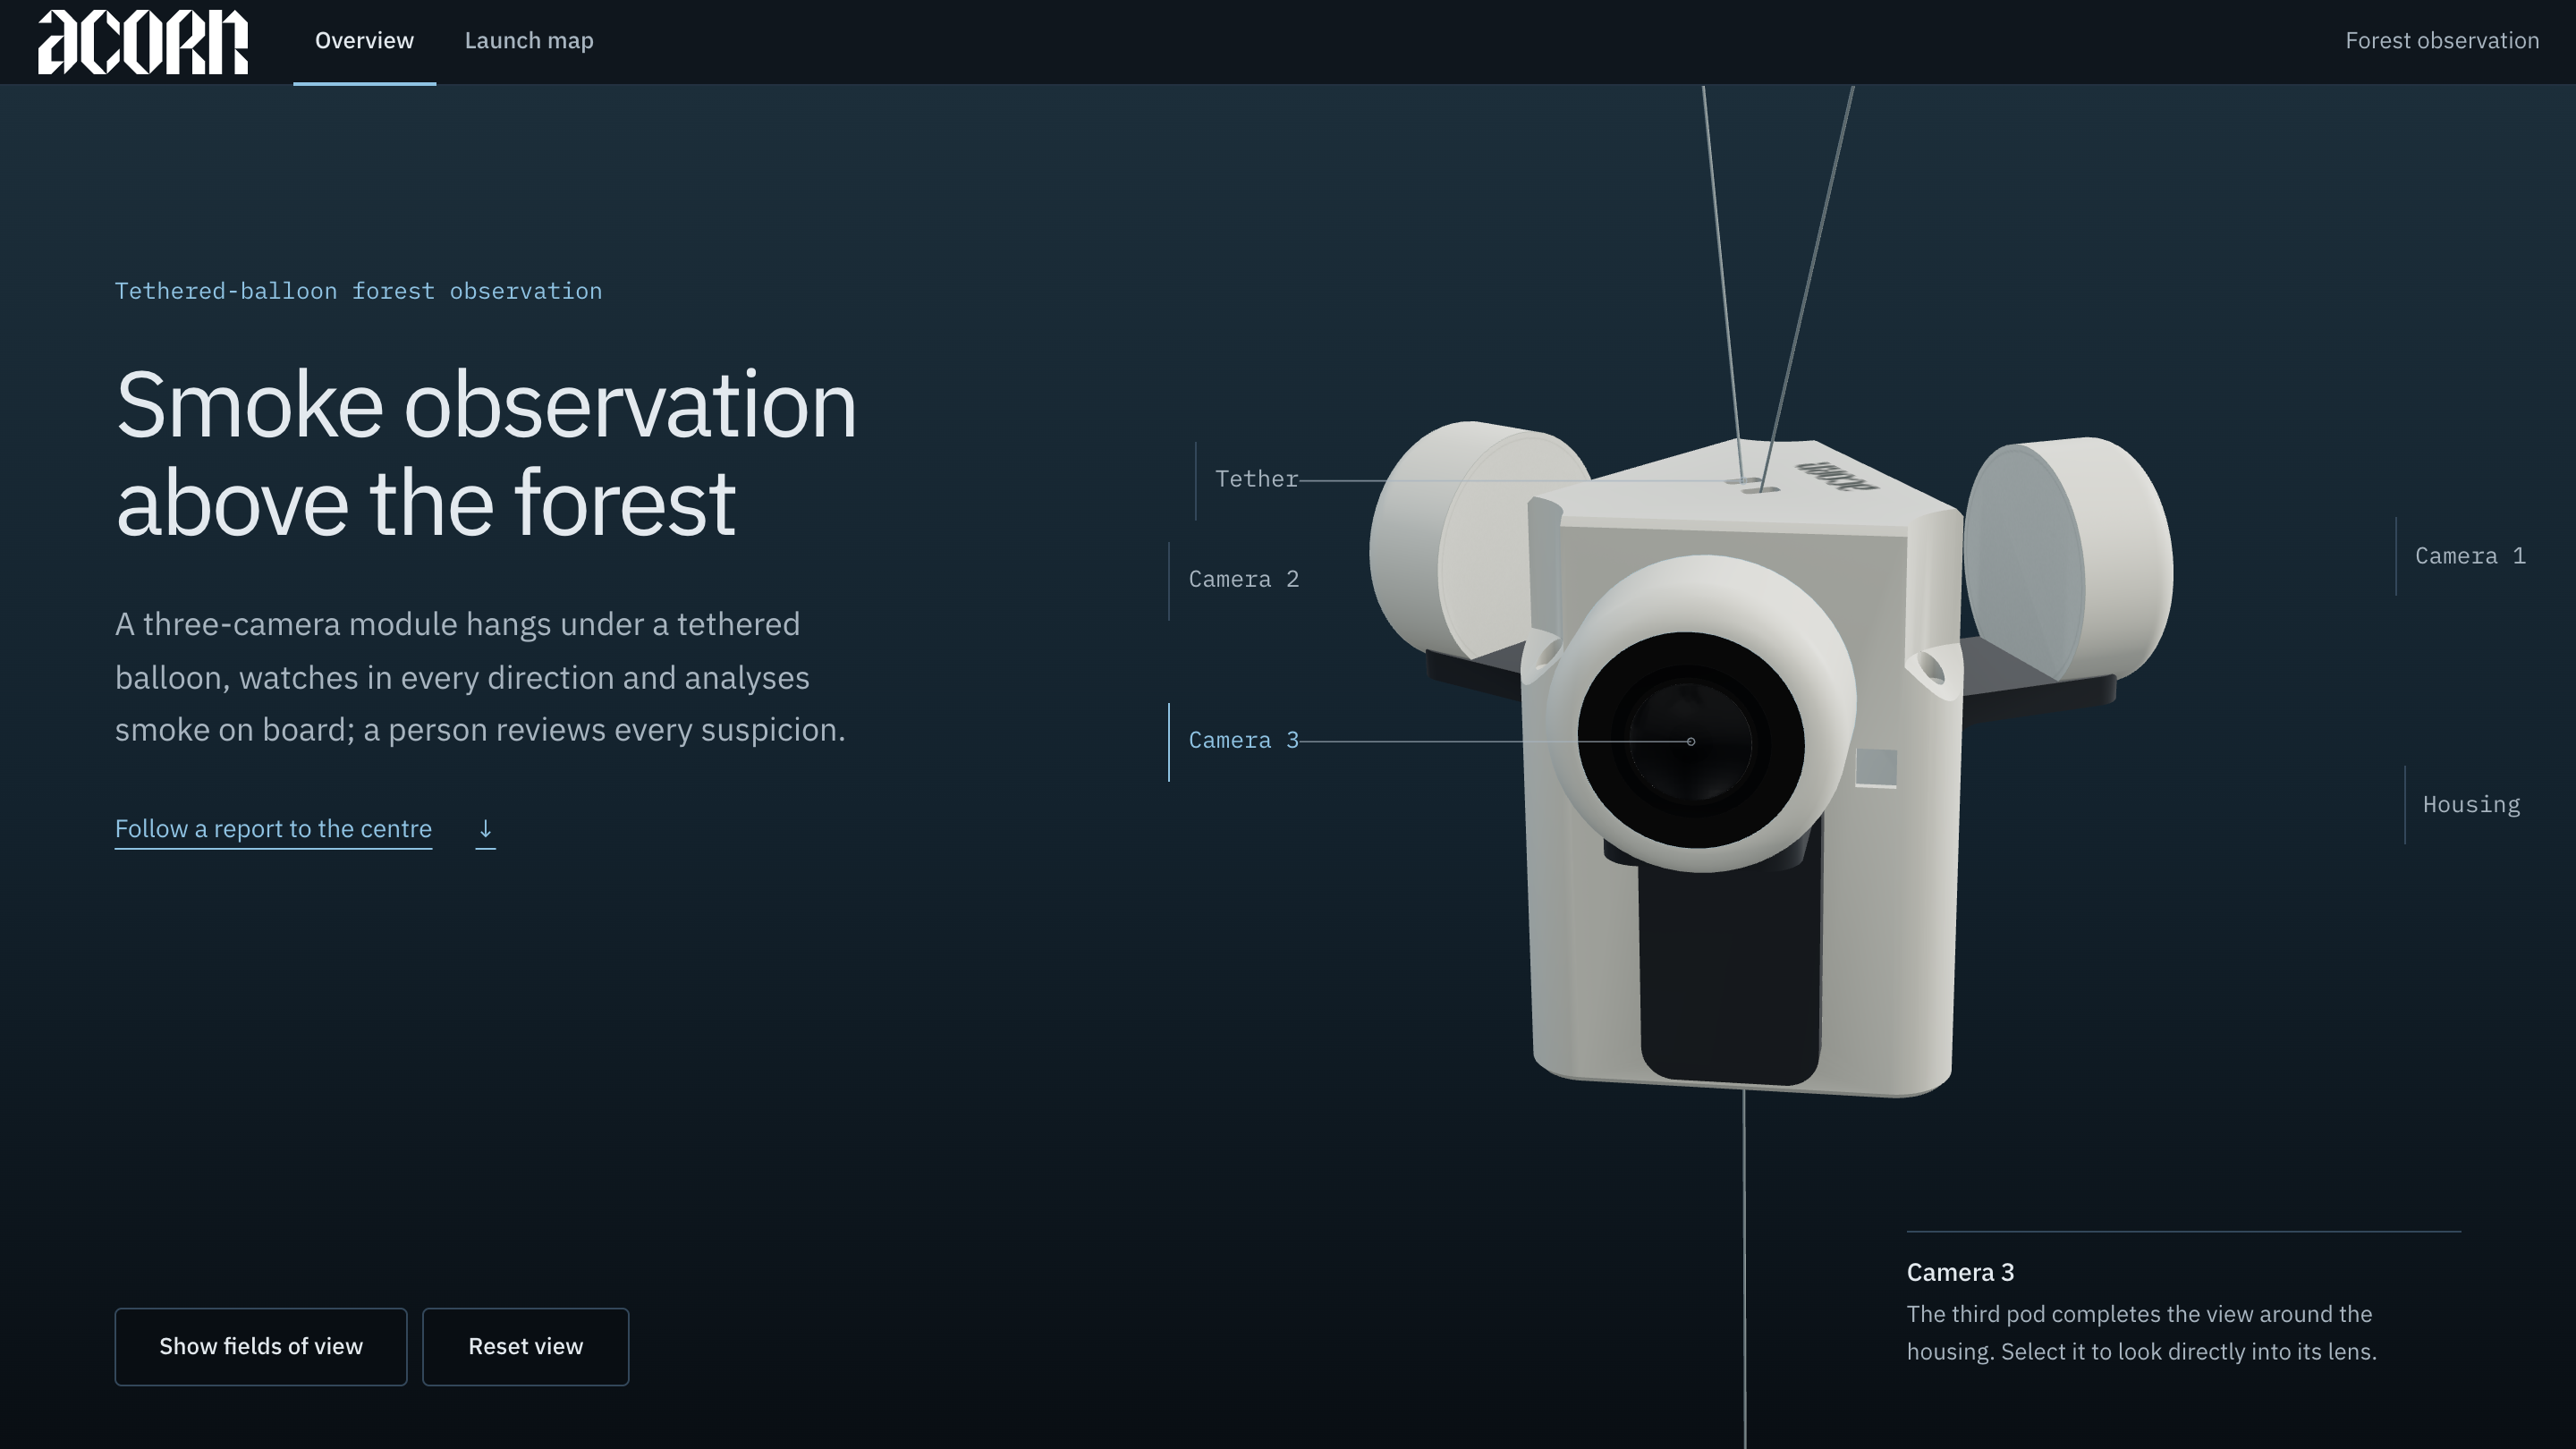 acorn
Overview
Launch map
Forest observation
Tethered-balloon forest observation
Smoke observation
above the forest
A three-camera module hangs under a tethered
balloon, watches in every direction and analyses
smoke on board; a person reviews every suspicion.
Follow a report to the centre ↓
Tether
Camera 2
Camera 3
acorn
Camera 1
Housing
Camera 3
The third pod completes the view around the
housing. Select it to look directly into its lens.
Show fields of view
Reset view